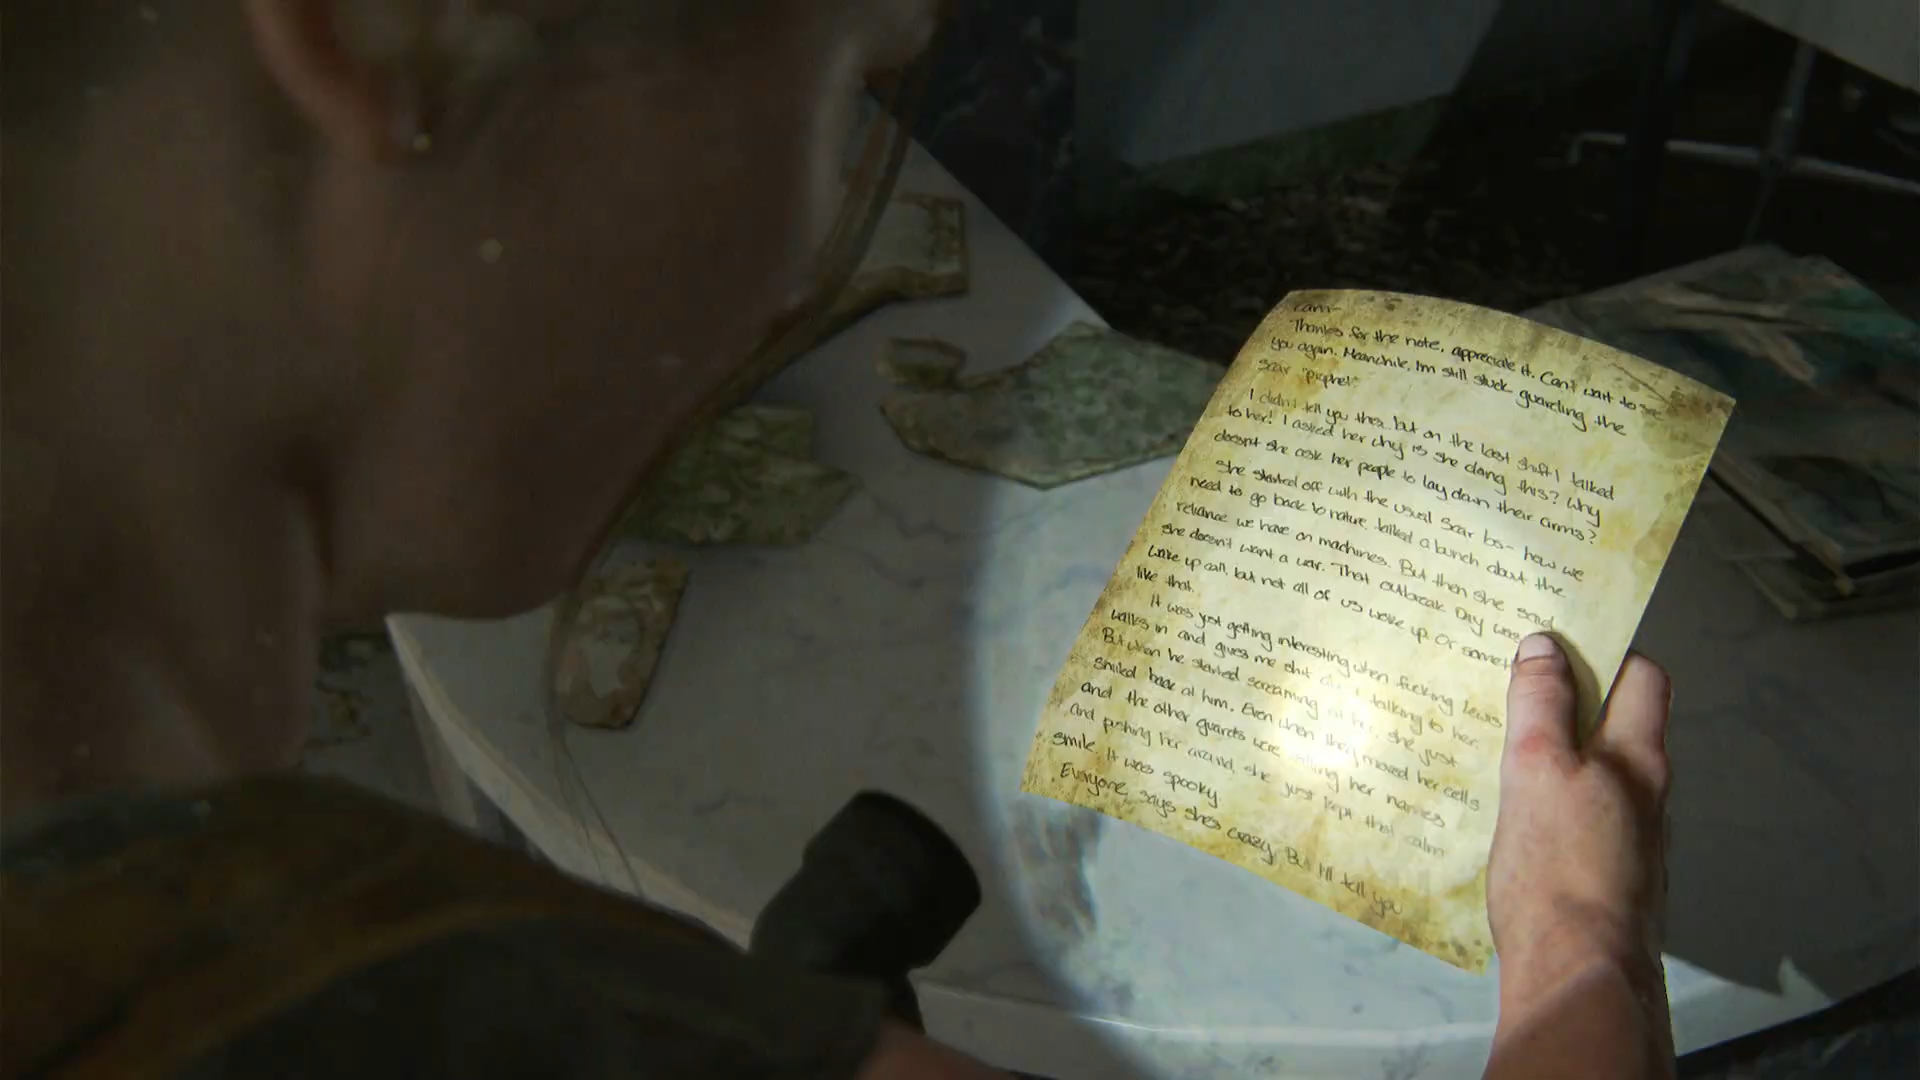 Cam-
Thanks for the note, appreciate it. Can't wait to see
you again. Meanwhile, I'm still stuck guarding the
Scar "prophet".
I didn't tell you this, but on the last shift I talked
to her! I asked her why is she doing this? Why
doesn't she ask her people to lay down their arms?
She started off with the usual Scar bs- how we
need to go back to nature, talked a bunch about the
reliance we have on machines. But then she said
she doesn't want a war. That Outbreak Day was
wake up call, but not all of us woke up. Or somet
like that.
It was just getting interesting when fucking Lewis
walks in and gives me shit talking to her.
But when he started screaming at her, she just
smiled back at him. Even when they moved her cells
and the other guards were calling her names
and pushing her around, she just kept that calm
smile. It was spooky.
Everyone says she's crazy. But I'll tell you